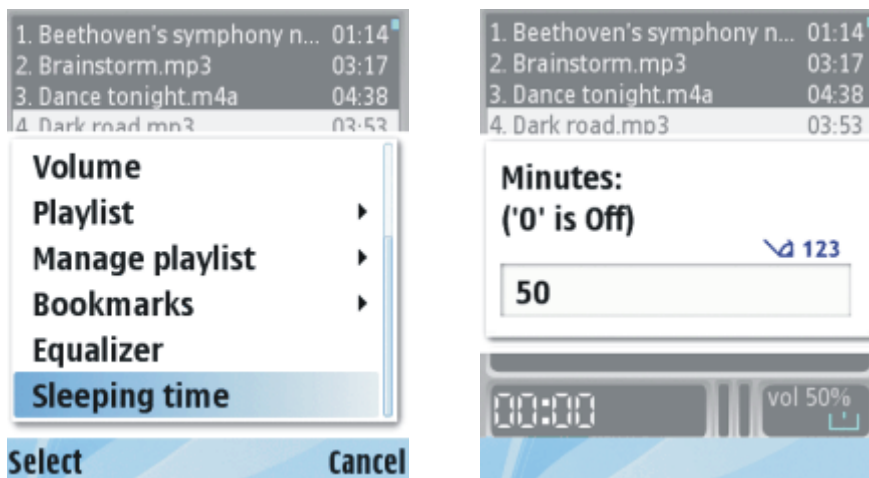 1. Beethoven's symphony n... 01:14
2. Brainstorm.mp3 03:17
3. Dance tonight.m4a 04:38
4. Dark road.mp3 03:53
Volume
Playlist
Manage playlist
Bookmarks
Equalizer
Sleeping time
Select Cancel
1. Beethoven's symphony n... 01:14
2. Brainstorm.mp3 03:17
3. Dance tonight.m4a 04:38
4. Dark road.mp3 03:53
Minutes:
('0' is Off)
123
50
00:00 vol 50%